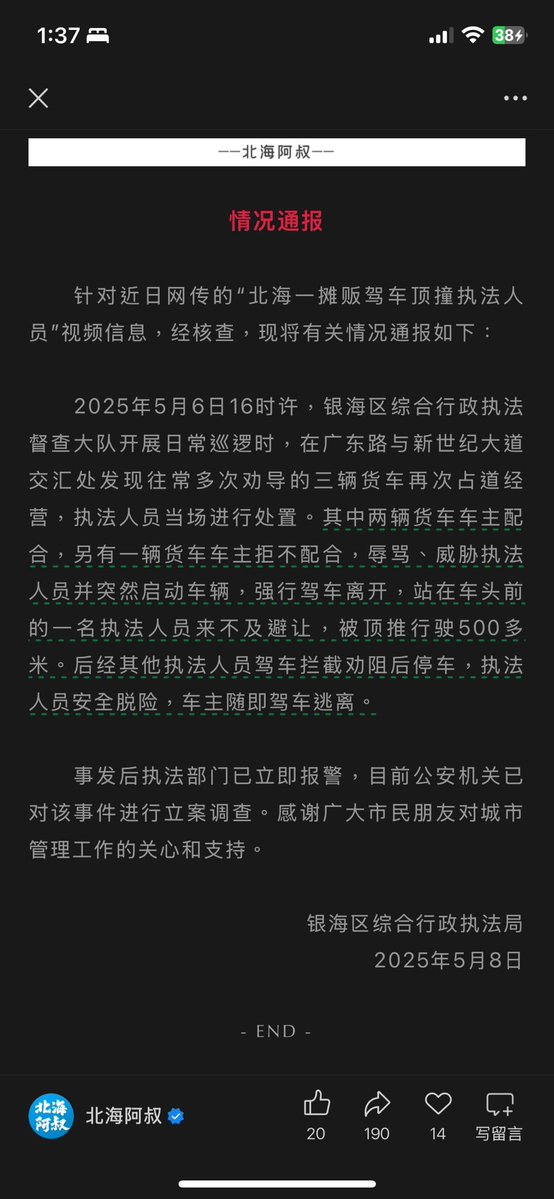 1:37
38
——北海阿叔——
情况通报
针对近日网传的“北海一摊贩驾车顶撞执法人
员”视频信息，经核查，现将有关情况通报如下：
2025年5月6日16时许，银海区综合行政执法
督查大队开展日常巡逻时，在广东路与新世纪大道
交汇处发现往常多次劝导的三辆货车再次占道经
营，执法人员当场进行处置。其中两辆货车车主配
合，另有一辆货车车主拒不配合，辱骂、威胁执法
人员并突然启动车辆，强行驾车离开，站在车头前
的一名执法人员来不及避让，被顶推行驶500多
米。后经其他执法人员驾车拦截劝阻后停车，执法
人员安全脱险，车主随即驾车逃离。
事发后执法部门已立即报警，目前公安机关已
对该事件进行立案调查。感谢广大市民朋友对城市
管理工作的关心和支持。
银海区综合行政执法局
2025年5月8日
- END -
北海阿叔
北海阿叔
20
190
14
写留言